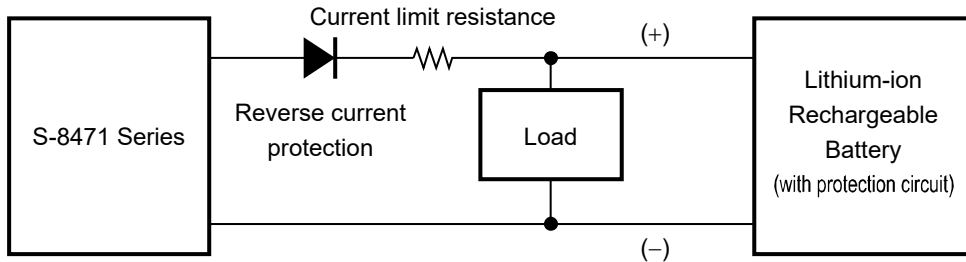 Current limit resistance
(+)
S-8471 Series
Reverse current
protection
Load
Lithium-ion
Rechargeable
Battery
(with protection circuit)
(−)